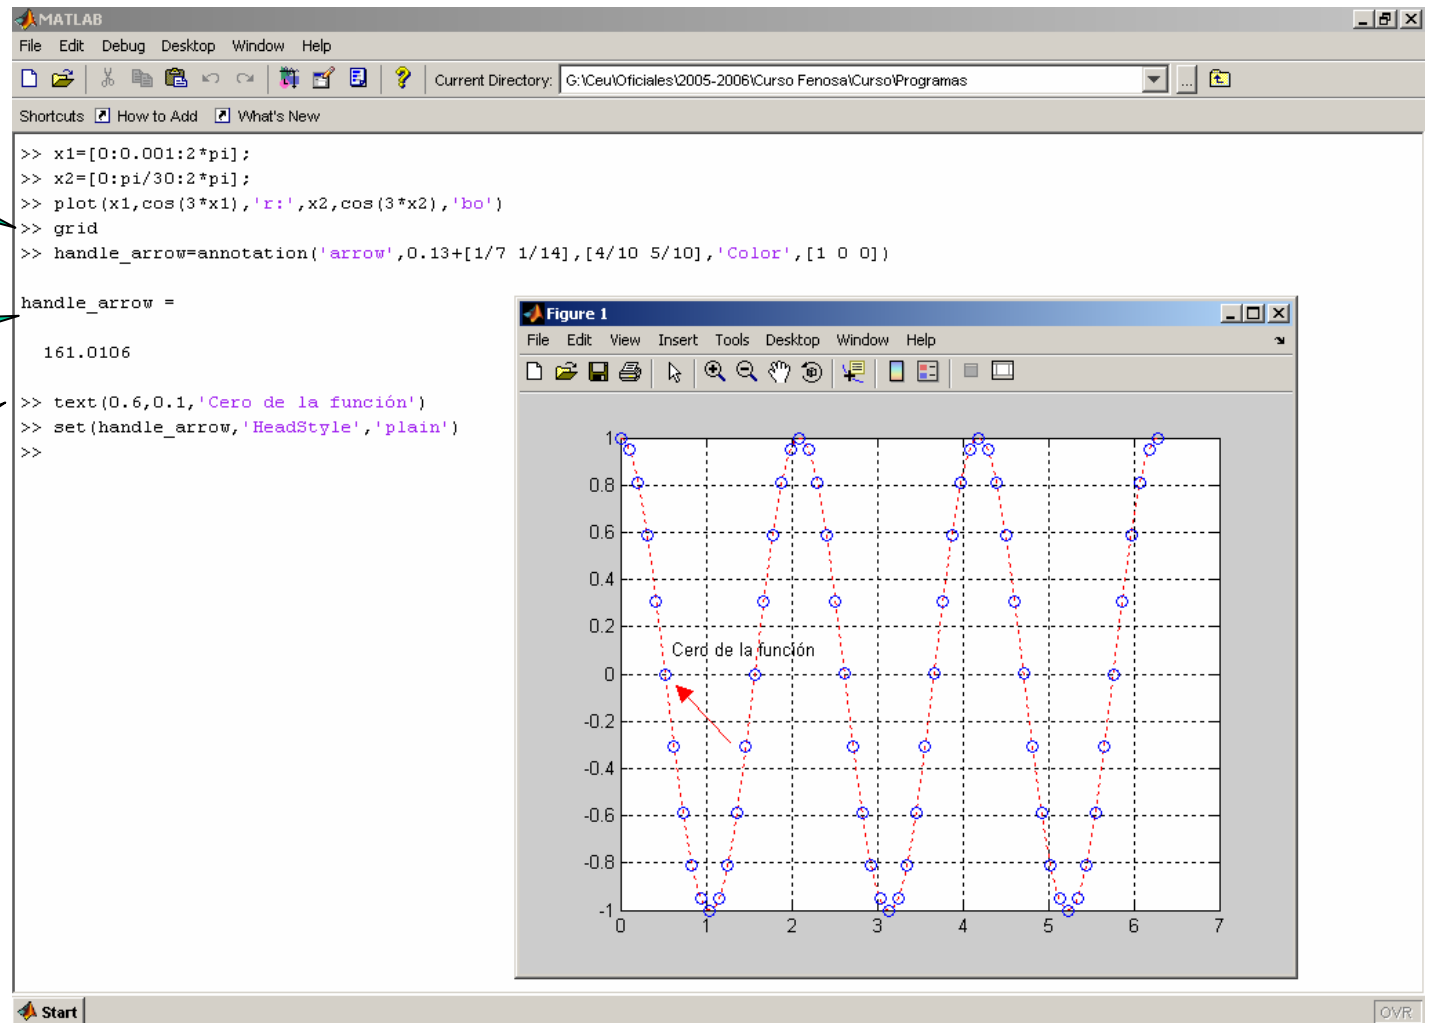 MATLAB
File Edit Debug Desktop Window Help
Current Directory: G:\Ceu\Oficiales\2005-2006\Curso Fenosa\Curso\Programas
Shortcuts How to Add What's New
>> x1=[0:0.001:2*pi];
>> x2=[0:pi/30:2*pi];
>> plot(x1,cos(3*x1),'r:',x2,cos(3*x2),'bo')
>> grid
>> handle_arrow=annotation('arrow',0.13+[1/7 1/14],[4/10 5/10],'Color',[1 0 0])
handle_arrow =
161.0106
>> text(0.6,0.1,'Cero de la función')
>> set(handle_arrow,'HeadStyle','plain')
>>
Figure 1
File Edit View Insert Tools Desktop Window Help
1
0.8
0.6
0.4
0.2
Cero de la función
0
-0.2
-0.4
-0.6
-0.8
-1
0 1 2 3 4 5 6 7
Start
OVR